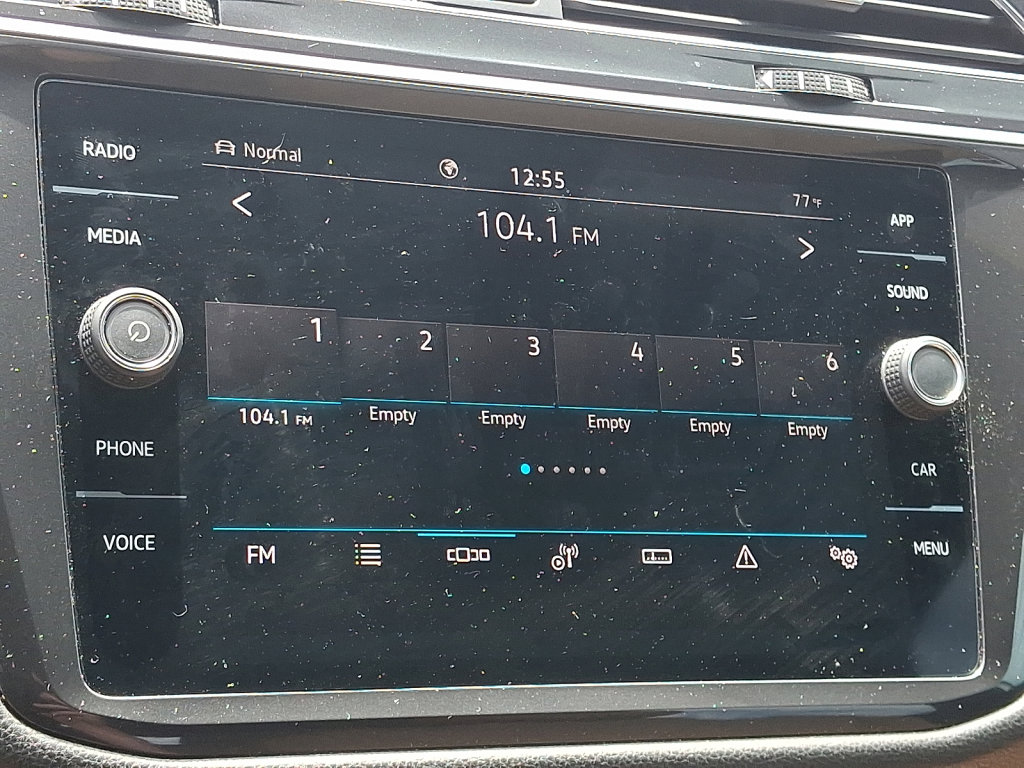 RADIO
MEDIA
PHONE
VOICE
Normal
12:55
77°F
104.1 FM
1 2 3 4 5 6
104.1 FM Empty Empty Empty Empty Empty
FM
APP
SOUND
CAR
MENU